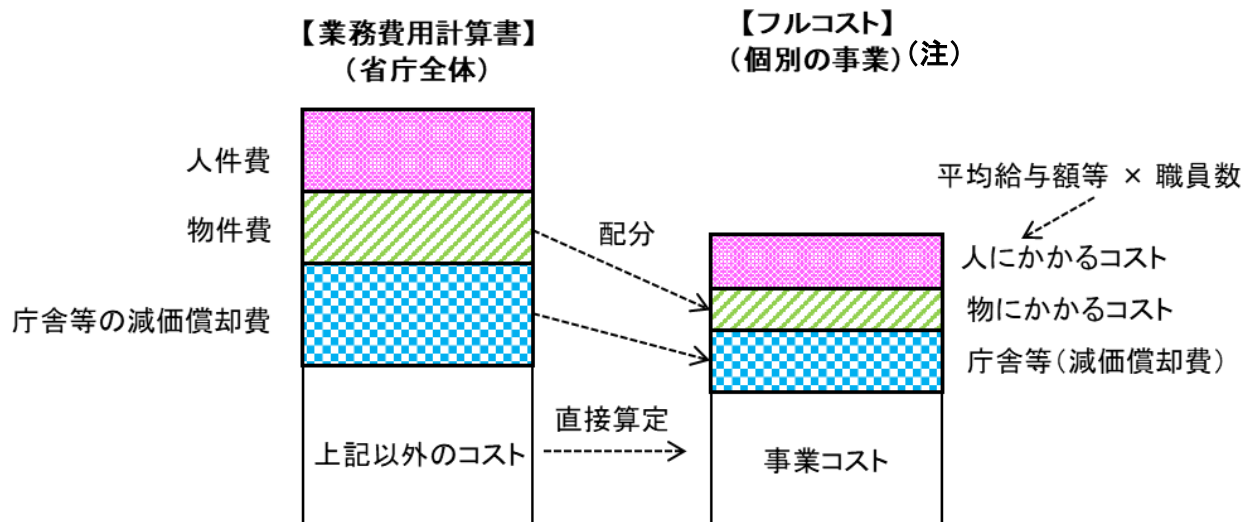 【業務費用計算書】
(省庁全体)
【フルコスト】
(個別の事業)(注)
人件費
物件費
庁舎等の減価償却費
上記以外のコスト
配分
直接算定
平均給与額等 × 職員数
人にかかるコスト
物にかかるコスト
庁舎等(減価償却費)
事業コスト